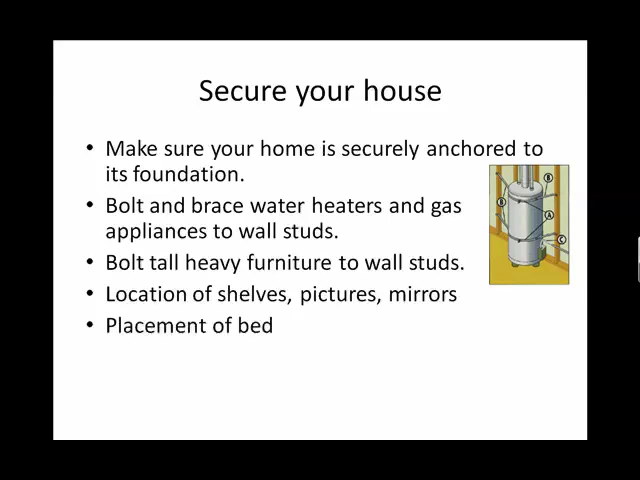 Secure your house
• Make sure your home is securely anchored to
its foundation.
• Bolt and brace water heaters and gas
appliances to wall studs.
• Bolt tall heavy furniture to wall studs.
• Location of shelves, pictures, mirrors
• Placement of bed
B
B
A
C